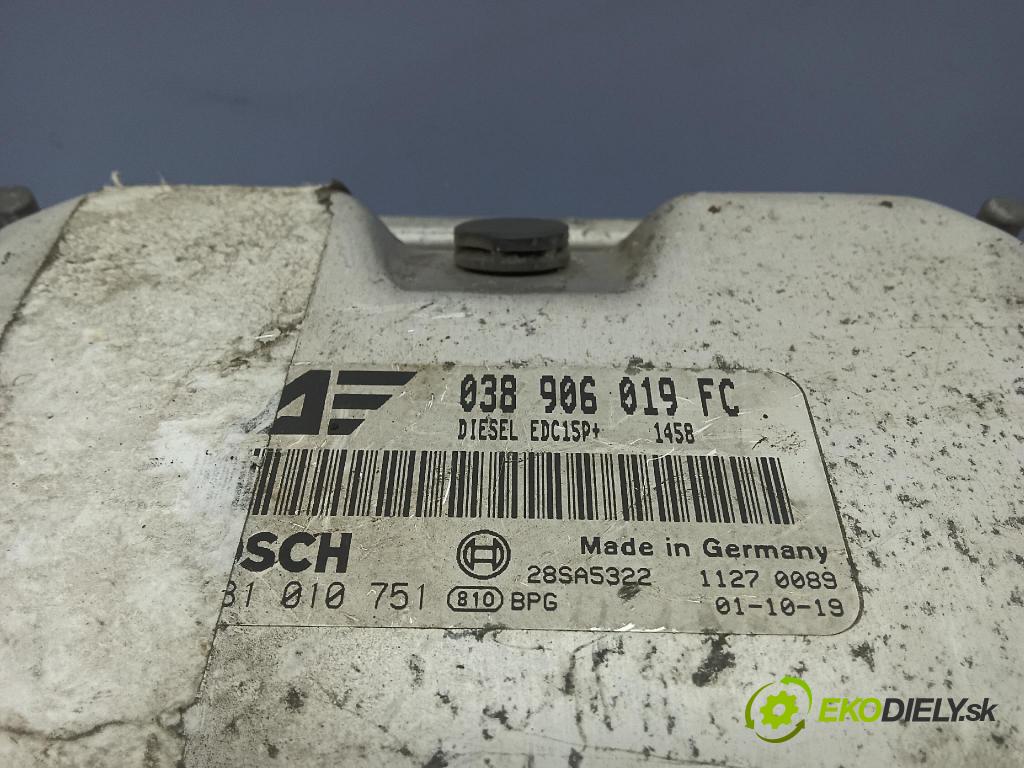 038 906 019 FC
DIESEL EDC15P+ 1458
OSCH
Made in Germany
28SA5322 1127 0089
81 010 751 810 BPG 01-10-19
EKODIELY.sk